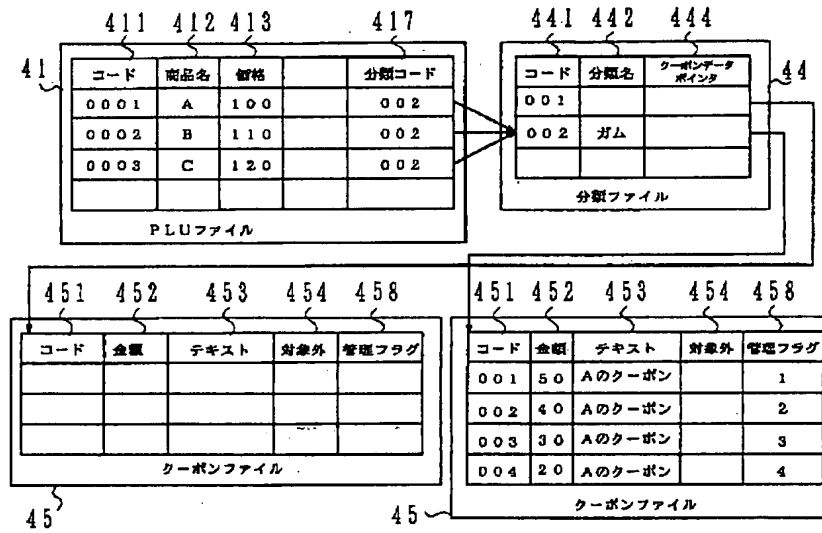 411 412 413 417
441 442 444
41
44
コード 商品名 価格 分類コード
0001 A 100 002
0002 B 110 002
0003 C 120 002
PLUファイル
コード 分類名 クーポンデータ
ポインタ
001
002 ガム
分類ファイル
451 452 453 454 458
コード 金額 テキスト 対象外 管理フラグ
クーポンファイル
45
451 452 453 454 458
コード 金額 テキスト 対象外 管理フラグ
001 50 Aのクーポン 1
002 40 Aのクーポン 2
003 30 Aのクーポン 3
004 20 Aのクーポン 4
クーポンファイル
45